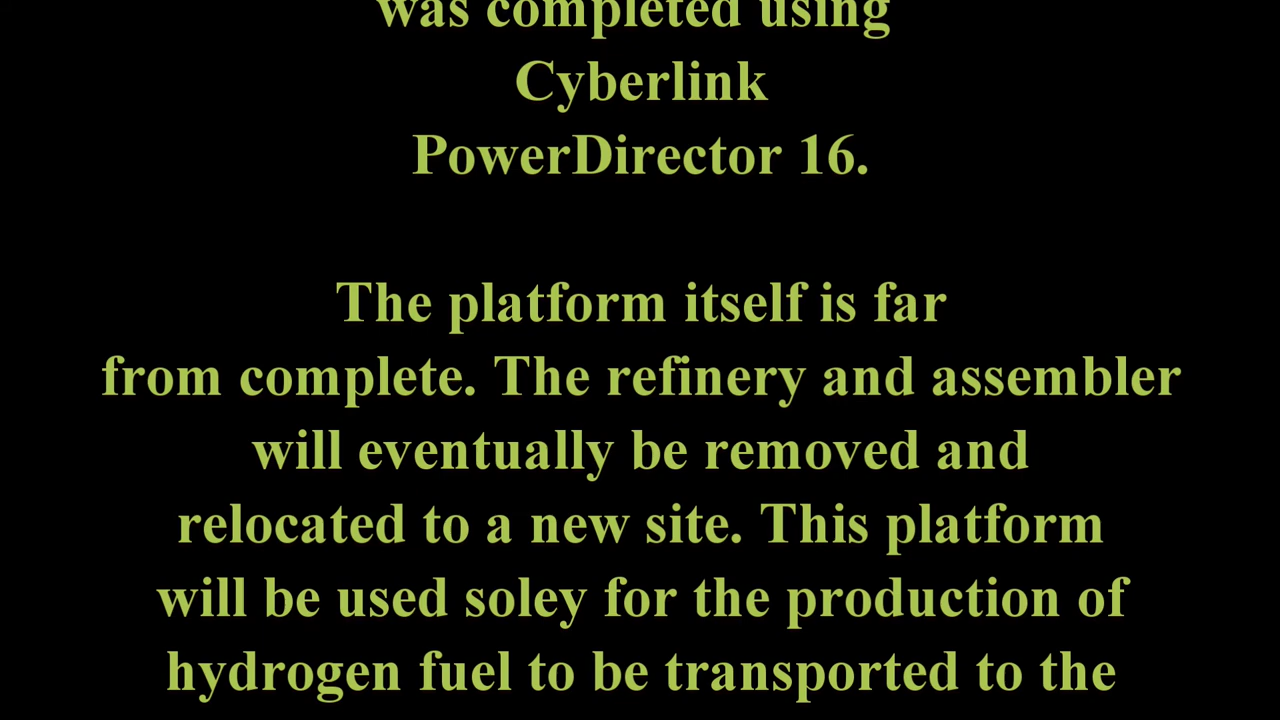 was completed using
Cyberlink
PowerDirector 16.
The platform itself is far
from complete. The refinery and assembler
will eventually be removed and
relocated to a new site. This platform
will be used soley for the production of
hydrogen fuel to be transported to the